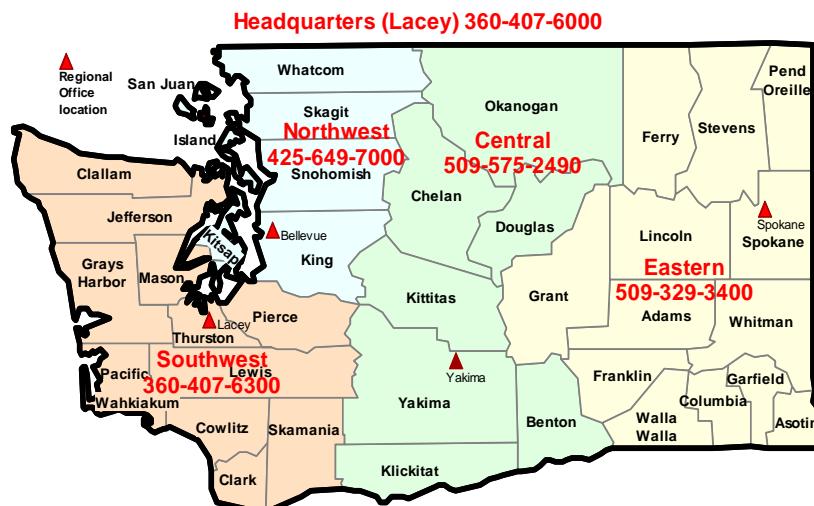 Headquarters (Lacey) 360-407-6000
Regional
Office
location
San Juan
Whatcom
Skagit
Island
Northwest
425-649-7000
Snohomish
Okanogan
Central
509-575-2490
Chelan
Douglas
Ferry
Stevens
Pend
Oreille
Clallam
Jefferson
Kitsap
Bellevue
King
Grays
Harbor
Mason
Lacey
Thurston
Pierce
Kittitas
Grant
Lincoln
Spokane
Spokane
Eastern
509-329-3400
Adams
Whitman
Southwest
360-407-6300
Pacific
Lewis
Wahkiakum
Cowlitz
Skamania
Clark
Yakima
Yakima
Benton
Klickitat
Franklin
Walla
Walla
Columbia
Garfield
Asotin